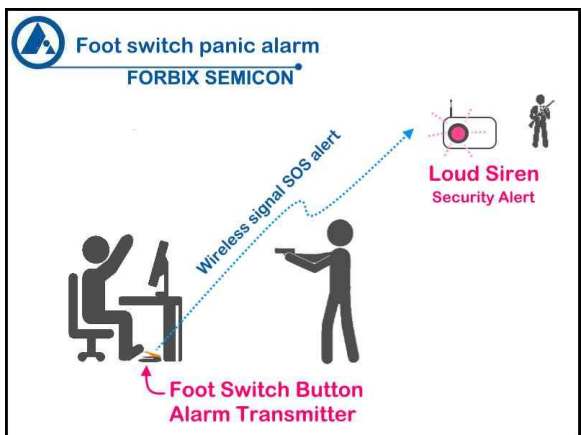 Foot switch panic alarm
FORBIX SEMICON
Wireless signal SOS alert
Loud Siren
Security Alert
Foot Switch Button
Alarm Transmitter